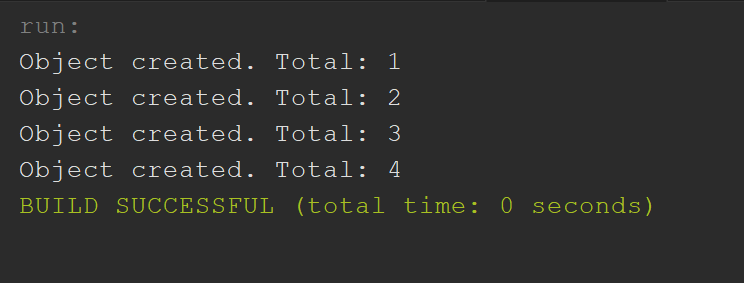 run:
Object created. Total: 1
Object created. Total: 2
Object created. Total: 3
Object created. Total: 4
BUILD SUCCESSFUL (total time: 0 seconds)